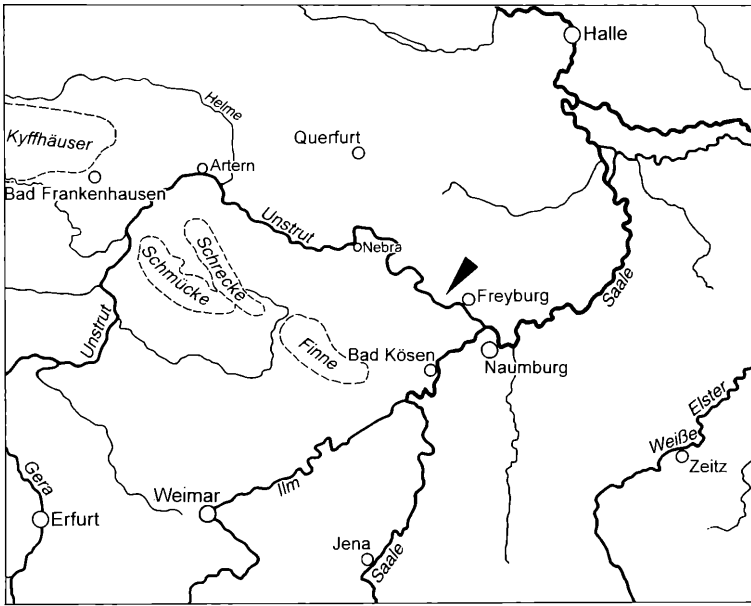 Halle
Helme
Kyffhäuser
Querfurt
Artern
Bad Frankenhausen
Unstrut
Nebra
Schrecke
Schmücke
Freyburg
Saale
Unstrut
Finne
Bad Kösen
Naumburg
Elster
Weiße
Zeitz
Gera
Ilm
Weimar
Erfurt
Jena
Saale